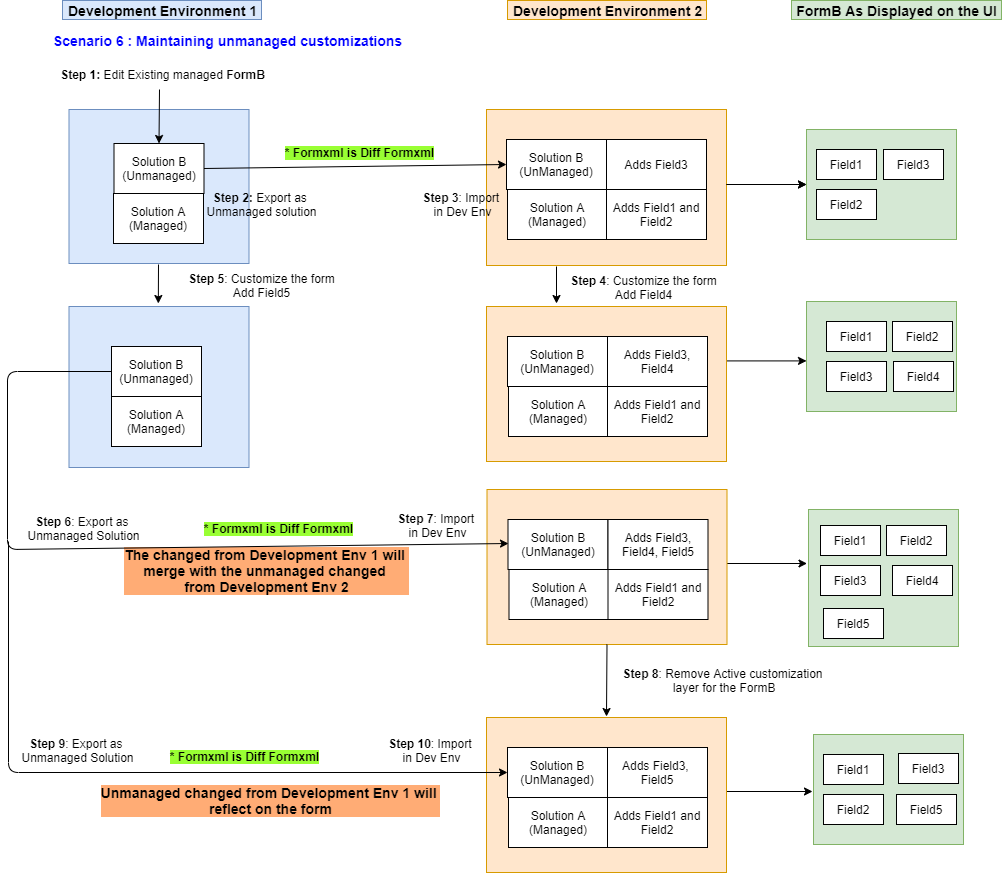 Development Environment 1
Development Environment 2
FormB As Displayed on the UI
Scenario 6 : Maintaining unmanaged customizations
Step 1: Edit Existing managed FormB
Solution B
(Unmanaged)
Solution A
(Managed)
* Formxml is Diff Formxml
Step 2: Export as
Unmanaged solution
Step 3: Import
in Dev Env
Solution B
(UnManaged)
Adds Field3
Solution A
(Managed)
Adds Field1 and
Field2
Field1
Field3
Field2
Step 5: Customize the form
Add Field5
Step 4: Customize the form
Add Field4
Solution B
(Unmanaged)
Solution A
(Managed)
Solution B
(UnManaged)
Adds Field3,
Field4
Solution A
(Managed)
Adds Field1 and
Field2
Field1
Field2
Field3
Field4
Step 6: Export as
Unmanaged Solution
* Formxml is Diff Formxml
Step 7: Import
in Dev Env
The changed from Development Env 1 will
merge with the unmanaged changed
from Development Env 2
Solution B
(UnManaged)
Adds Field3,
Field4, Field5
Solution A
(Managed)
Adds Field1 and
Field2
Field1
Field2
Field3
Field4
Field5
Step 8: Remove Active customization
layer for the FormB
Step 9: Export as
Unmanaged Solution
* Formxml is Diff Formxml
Step 10: Import
in Dev Env
Unmanaged changed from Development Env 1 will
reflect on the form
Solution B
(UnManaged)
Adds Field3,
Field5
Solution A
(Managed)
Adds Field1 and
Field2
Field1
Field3
Field2
Field5